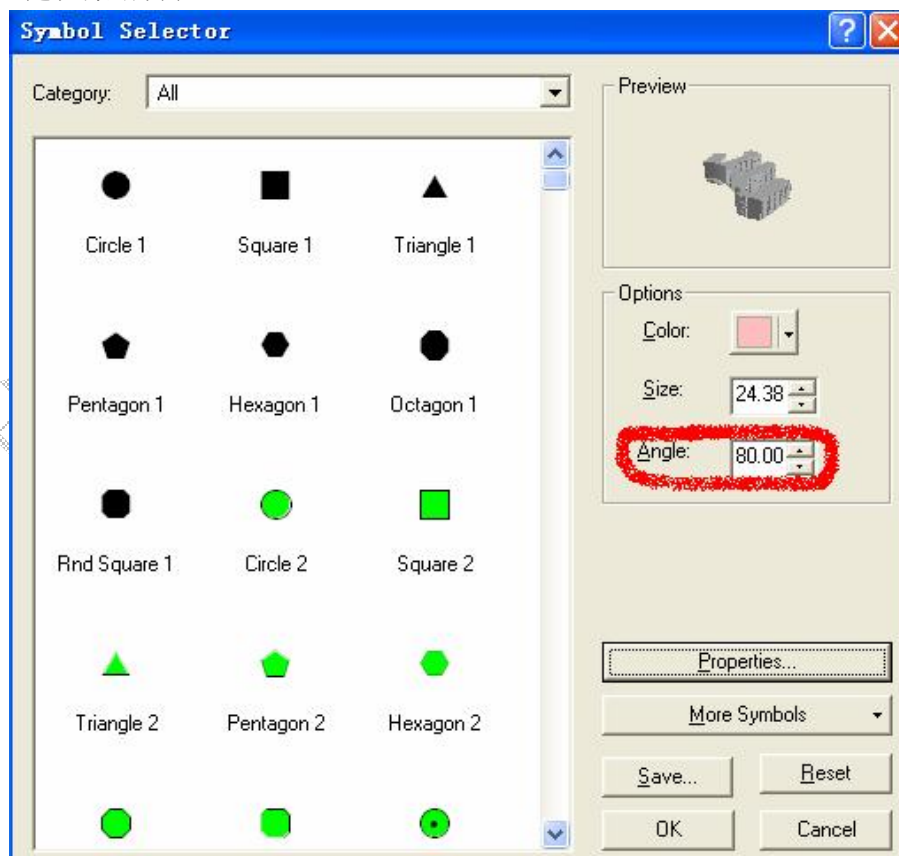 Symbol Selector
Category: All
Preview
Circle 1 Square 1 Triangle 1
Options
Color:
Size: 24.38
Pentagon 1 Hexagon 1 Octagon 1
Angle: 80.00
Rnd Square 1 Circle 2 Square 2
Properties...
Triangle 2 Pentagon 2 Hexagon 2
More Symbols
Save... Reset
OK Cancel